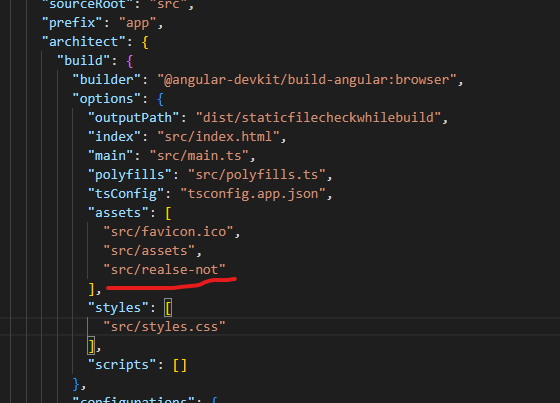 "sourceRoot": "src",
"prefix": "app",
"architect": {
"build": {
"builder": "@angular-devkit/build-angular:browser",
"options": {
"outputPath": "dist/staticfilecheckwhilebuild",
"index": "src/index.html",
"main": "src/main.ts",
"polyfills": "src/polyfills.ts",
"tsConfig": "tsconfig.app.json",
"assets": [
"src/favicon.ico",
"src/assets",
"src/realse-not"
],
"styles": [
"src/styles.css"
],
"scripts": []
},
"configurations": {